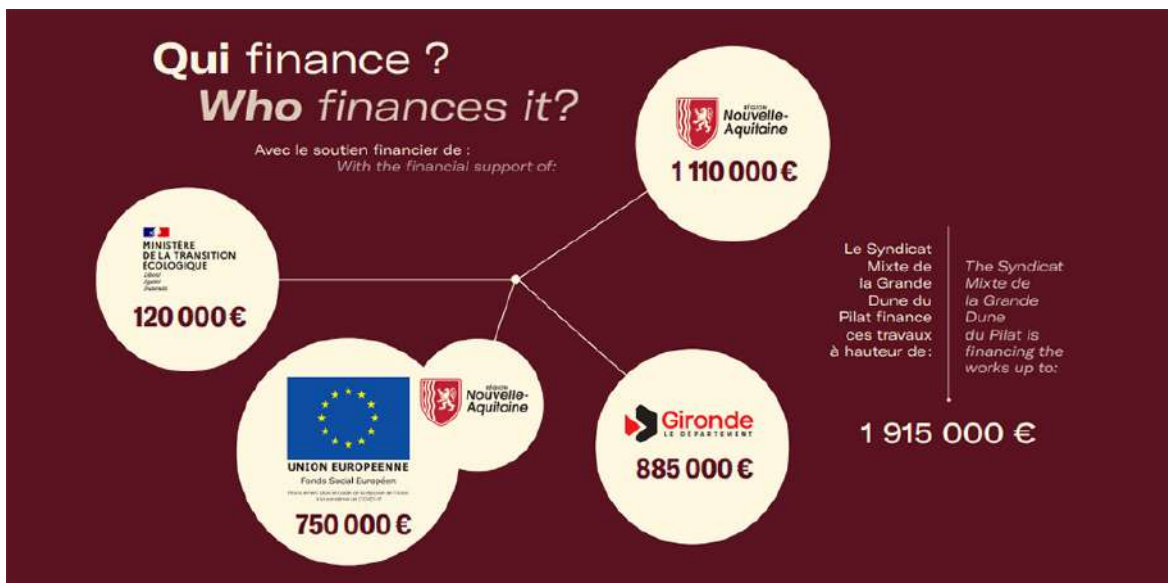 Qui finance ?
Who finances it?
Avec le soutien financier de :
With the financial support of:
RÉGION
Nouvelle-
Aquitaine
1 110 000 €
MINISTÈRE
DE LA TRANSITION
ÉCOLOGIQUE
Liberté
Égalité
Fraternité
120 000 €
UNION EUROPEENNE
Fonds Social Européen
750 000 €
RÉGION
Nouvelle-
Aquitaine
Gironde
LE DÉPARTEMENT
885 000 €
Le Syndicat
Mixte de
la Grande
Dune du
Pilat finance
ces travaux
à hauteur de :
The Syndicat
Mixte de
la Grande
Dune
du Pilat is
financing the
works up to:
1 915 000 €